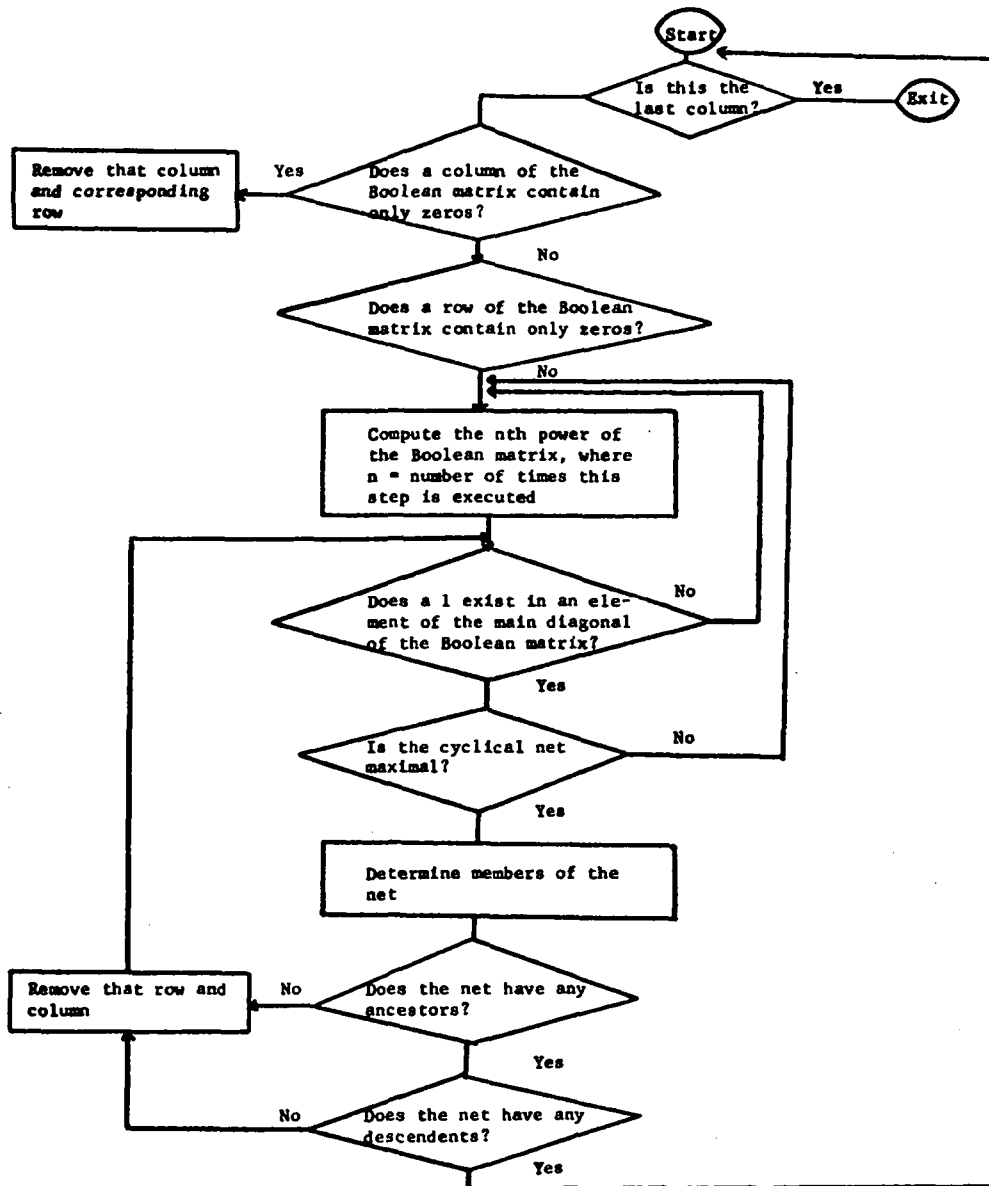 Start
Is this the
last column?
Yes
Exit
Does a column of the
Boolean matrix contain
only zeros?
Yes
Remove that column
and corresponding
row
No
Does a row of the Boolean
matrix contain only zeros?
No
Compute the nth power of
the Boolean matrix, where
n = number of times this
step is executed
Does a 1 exist in an ele-
ment of the main diagonal
of the Boolean matrix?
No
Yes
Is the cyclical net
maximal?
No
Yes
Determine members of the
net
Does the net have any
ancestors?
No
Remove that row and
column
Yes
Does the net have any
descendents?
No
Yes